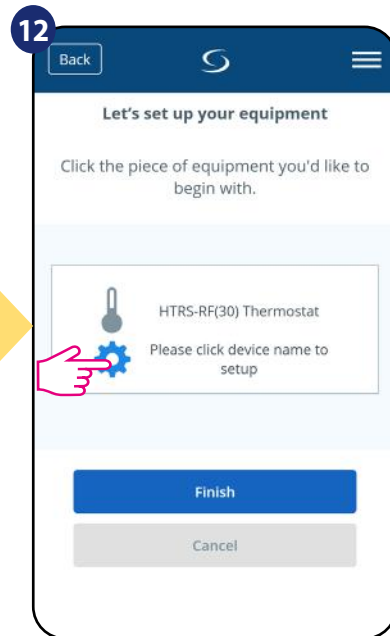 12
Back
Let's set up your equipment
Click the piece of equipment you'd like to
begin with.
HTRS-RF(30) Thermostat
Please click device name to
setup
Finish
Cancel